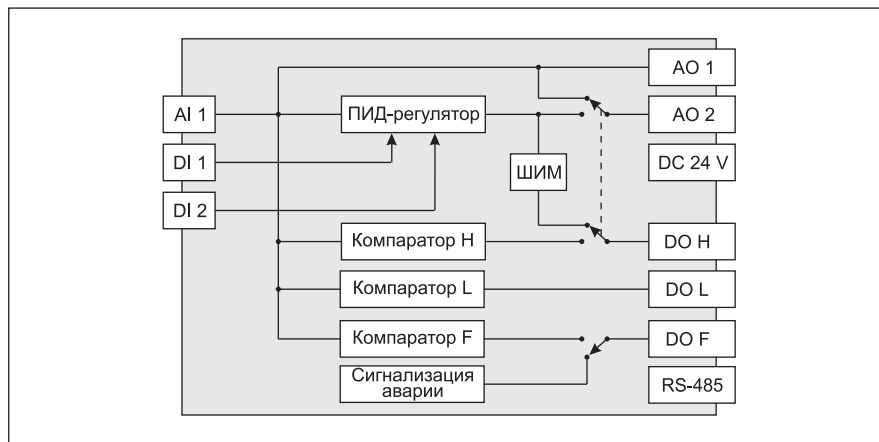 AO 1
AI 1
ПИД-регулятор
AO 2
DI 1
ШИМ
DC 24 V
DI 2
Компаратор H
DO H
Компаратор L
DO L
Компаратор F
DO F
Сигнализация
аварии
RS-485